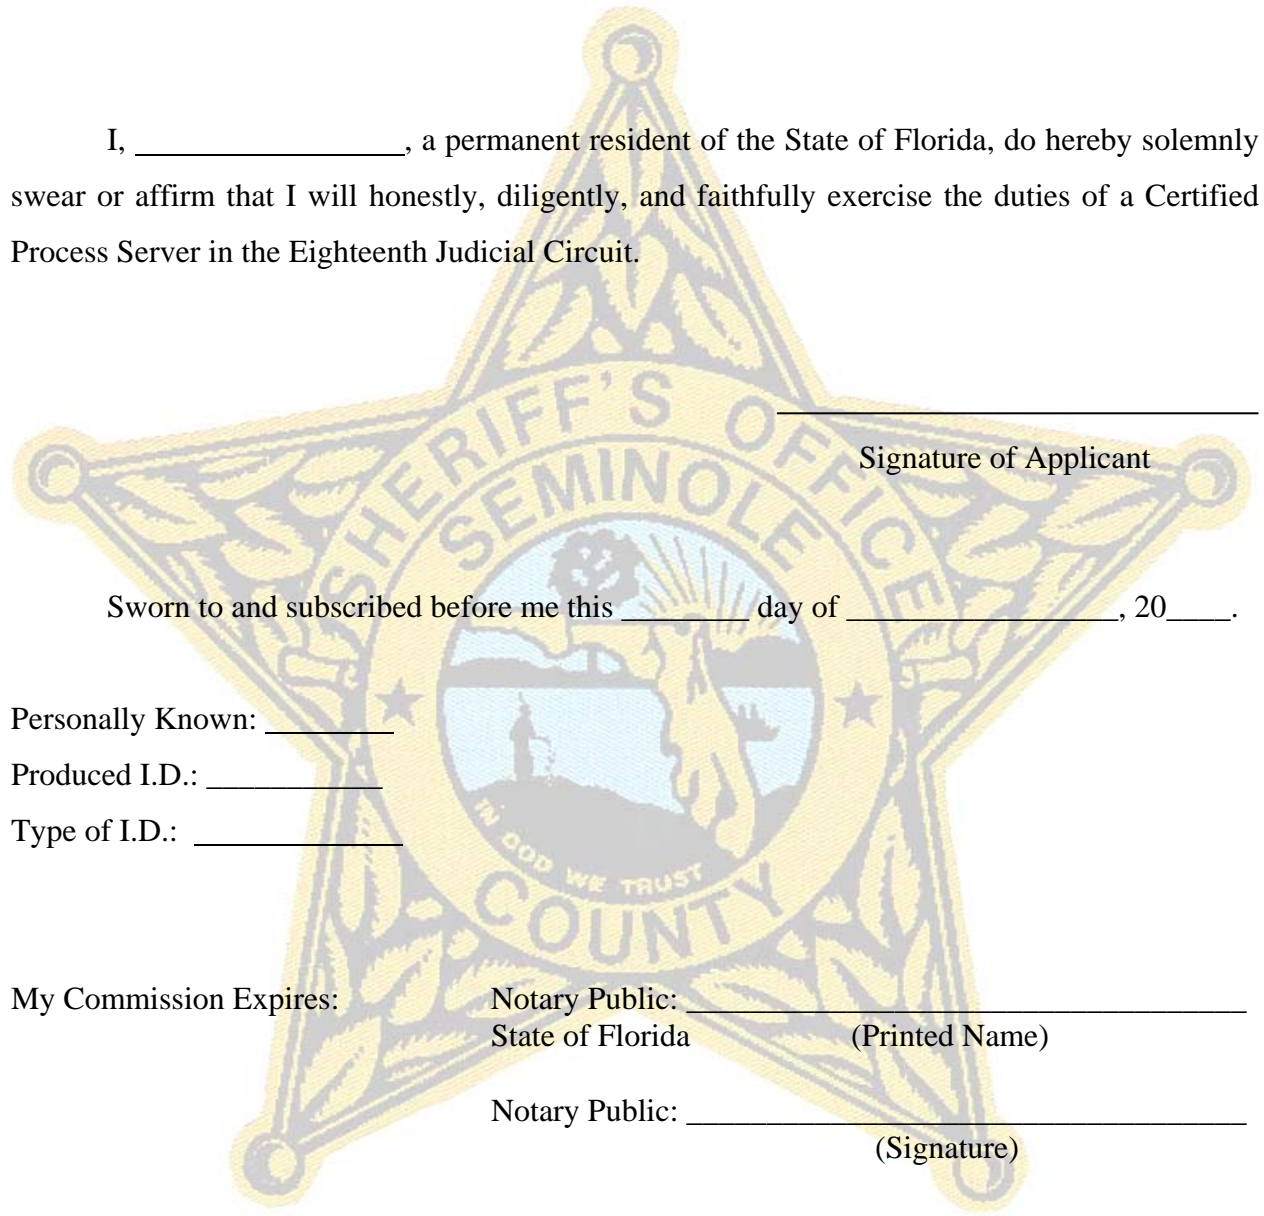 I, _________________, a permanent resident of the State of Florida, do hereby solemnly
swear or affirm that I will honestly, diligently, and faithfully exercise the duties of a Certified
Process Server in the Eighteenth Judicial Circuit.
SHERIFF'S OFFICE
SEMINOLE
______________________________
Signature of Applicant
Sworn to and subscribed before me this ________ day of _________________, 20____.
Personally Known: ________
Produced I.D.: ___________
Type of I.D.: _____________
IN GOD WE TRUST
COUNTY
My Commission Expires: Notary Public: ___________________________________
State of Florida (Printed Name)
Notary Public: ___________________________________
(Signature)